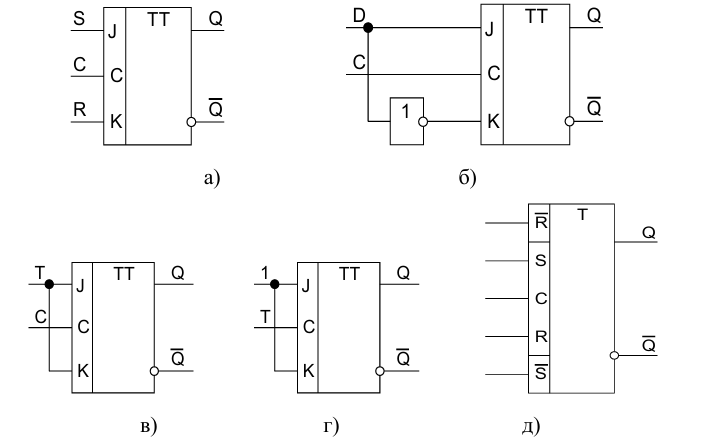 S J TT Q
C C
R K Q̅
а)
D J TT Q
C C
1 K Q̅
б)
T J TT Q
C C
K Q̅
в)
1 J TT Q
T C
K Q̅
г)
R̅ T Q
S
C
R Q̅
S̅
д)